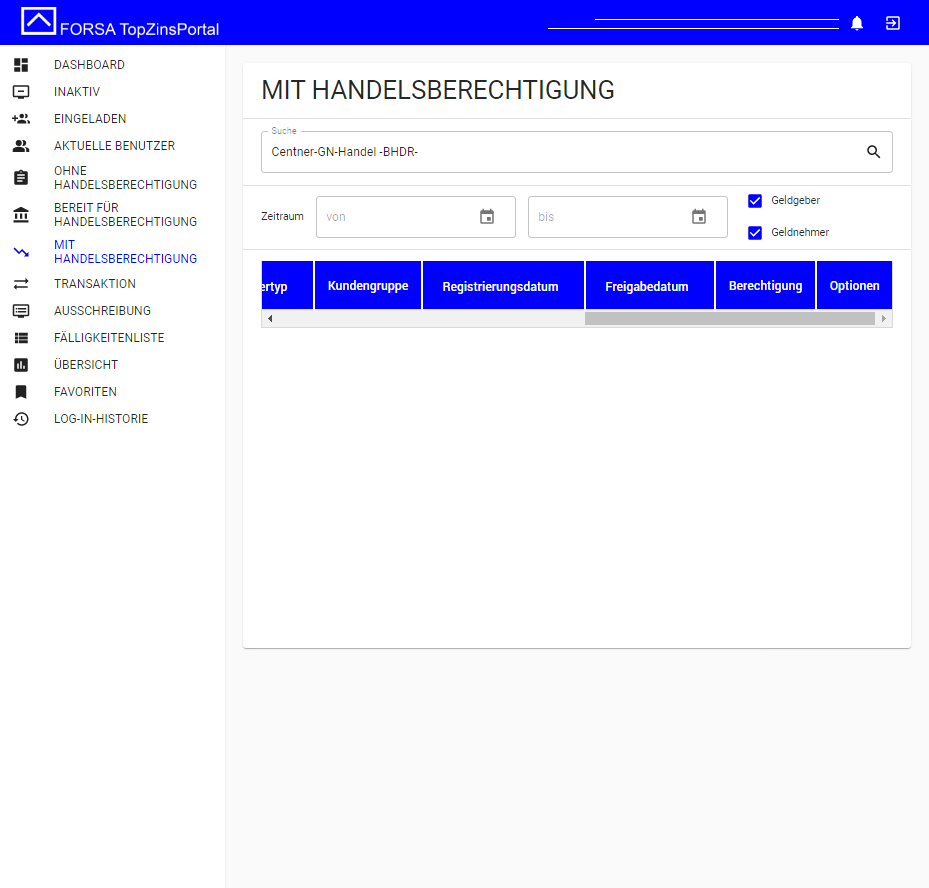 FORSA TopZinsPortal
DASHBOARD
INAKTIV
EINGELADEN
AKTUELLE BENUTZER
OHNE
HANDELSBERECHTIGUNG
BEREIT FÜR
HANDELSBERECHTIGUNG
MIT
HANDELSBERECHTIGUNG
TRANSAKTION
AUSSCHREIBUNG
FÄLLIGKEITENLISTE
ÜBERSICHT
FAVORITEN
LOG-IN-HISTORIE
MIT HANDELSBERECHTIGUNG
Suche
Centner-GN-Handel -BHDR-
Zeitraum
von
bis
Geldgeber
Geldnehmer
ertyp
Kundengruppe
Registrierungsdatum
Freigabedatum
Berechtigung
Optionen